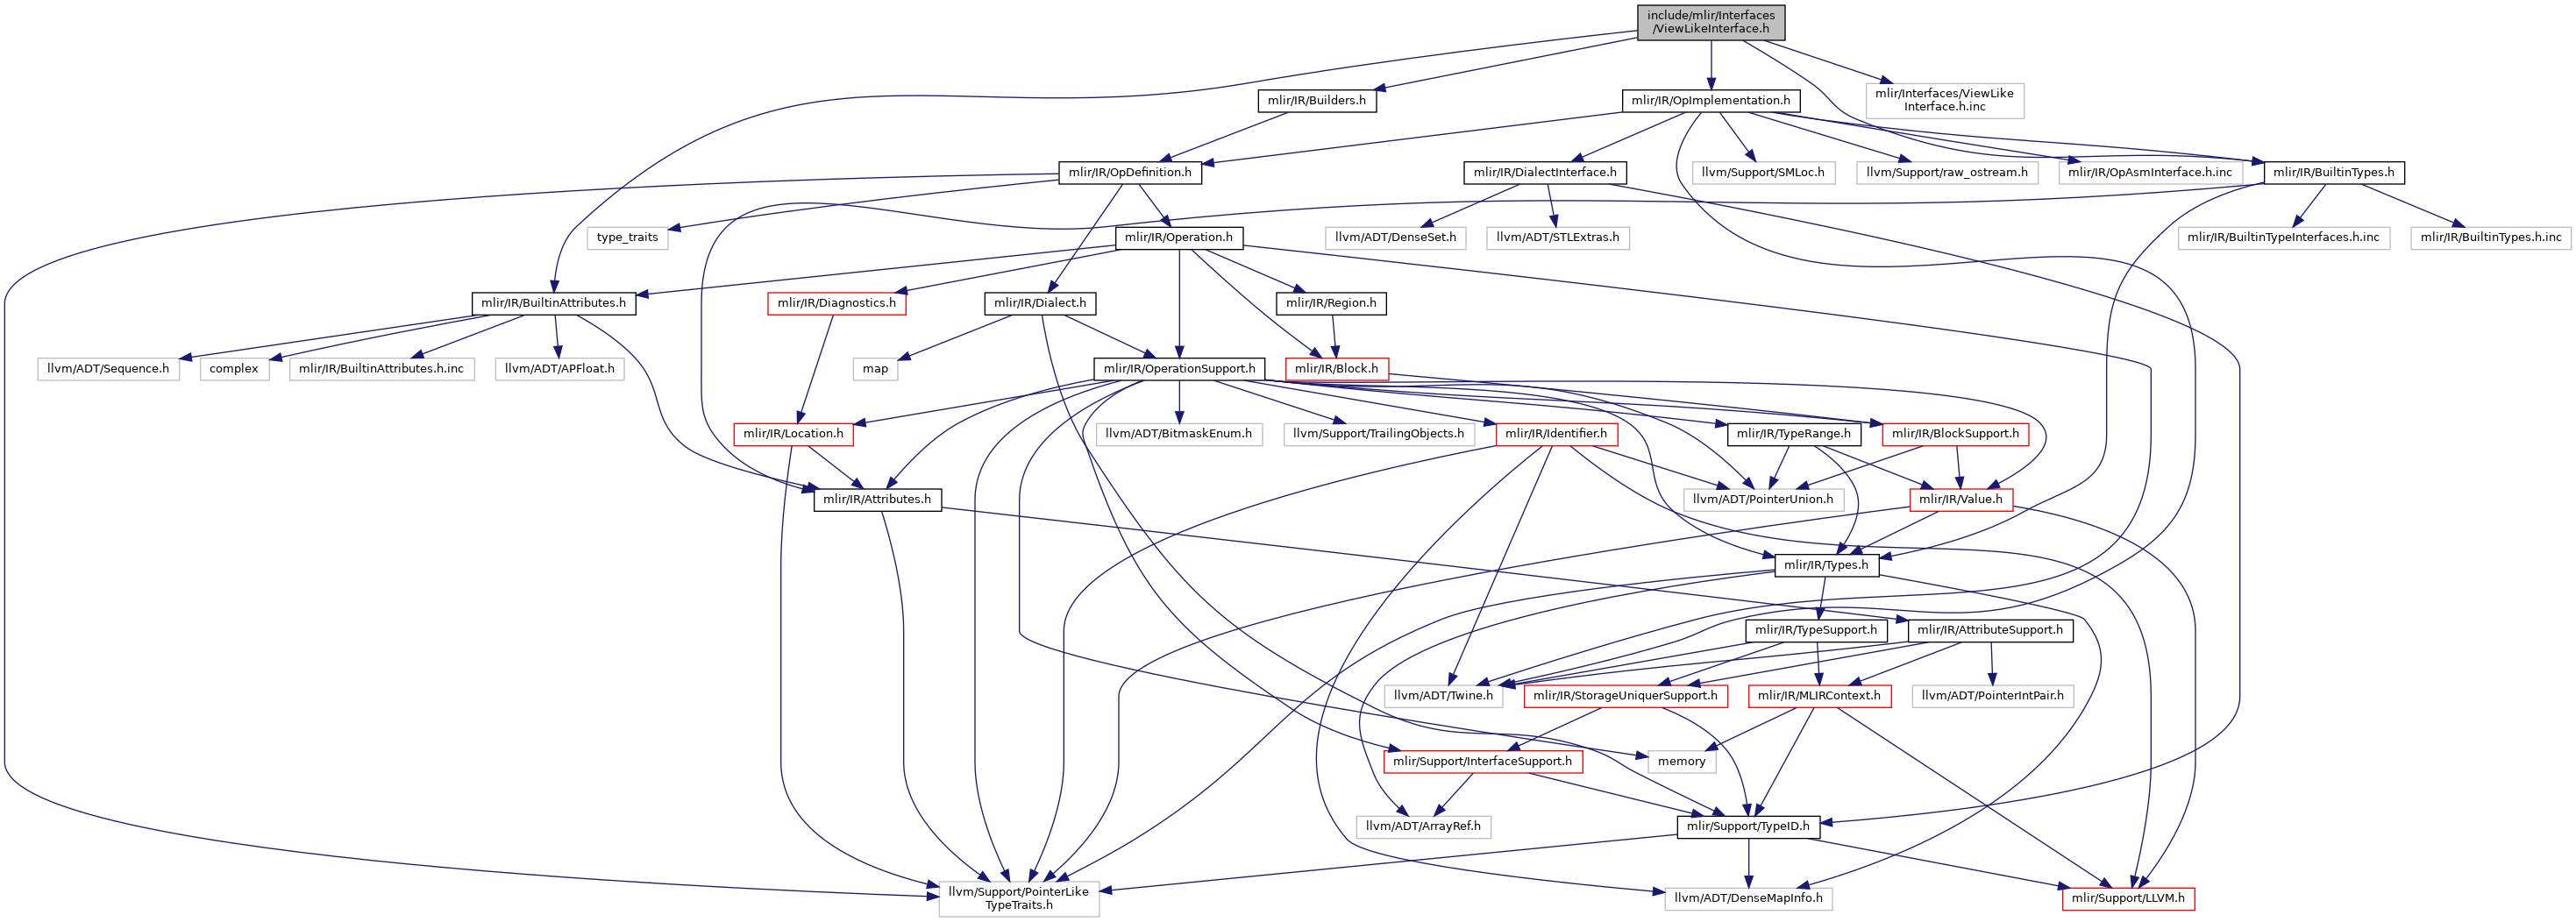 include/mlir/Interfaces
/ViewLikeInterface.h
mlir/IR/Builders.h
mlir/IR/OpImplementation.h
mlir/Interfaces/ViewLike
Interface.h.inc
mlir/IR/OpDefinition.h
mlir/IR/DialectInterface.h
llvm/Support/SMLoc.h
llvm/Support/raw_ostream.h
mlir/IR/OpAsmInterface.h.inc
mlir/IR/BuiltinTypes.h
type_traits
mlir/IR/Operation.h
llvm/ADT/DenseSet.h
llvm/ADT/STLExtras.h
mlir/IR/BuiltinTypeInterfaces.h.inc
mlir/IR/BuiltinTypes.h.inc
mlir/IR/BuiltinAttributes.h
mlir/IR/Diagnostics.h
mlir/IR/Dialect.h
mlir/IR/Region.h
llvm/ADT/Sequence.h
complex
mlir/IR/BuiltinAttributes.h.inc
llvm/ADT/APFloat.h
map
mlir/IR/OperationSupport.h
mlir/IR/Block.h
mlir/IR/Location.h
llvm/ADT/BitmaskEnum.h
llvm/Support/TrailingObjects.h
mlir/IR/Identifier.h
mlir/IR/TypeRange.h
mlir/IR/BlockSupport.h
mlir/IR/Attributes.h
llvm/ADT/PointerUnion.h
mlir/IR/Value.h
mlir/IR/Types.h
mlir/IR/TypeSupport.h
mlir/IR/AttributeSupport.h
llvm/ADT/Twine.h
mlir/IR/StorageUniquerSupport.h
mlir/IR/MLIRContext.h
llvm/ADT/PointerIntPair.h
mlir/Support/InterfaceSupport.h
memory
llvm/ADT/ArrayRef.h
mlir/Support/TypeID.h
llvm/Support/PointerLike
TypeTraits.h
llvm/ADT/DenseMapInfo.h
mlir/Support/LLVM.h